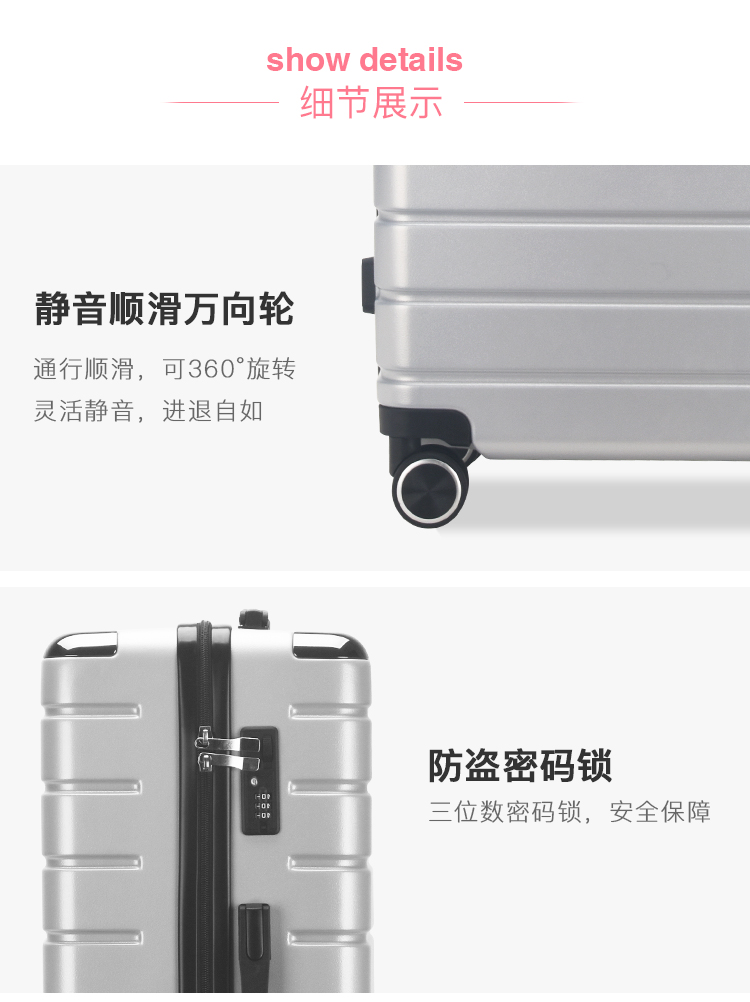 show details
细节展示
静音顺滑万向轮
通行顺滑，可360°旋转
灵活静音，进退自如
防盗密码锁
三位数密码锁，安全保障